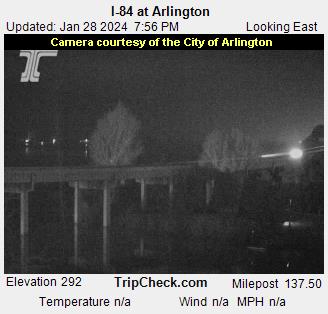 I-84 at Arlington
Updated: Jan 28 2024 7:56 PM Looking East
Camera courtesy of the City of Arlington
Elevation 292 TripCheck.com Milepost 137.50
Temperature n/a Wind n/a MPH n/a